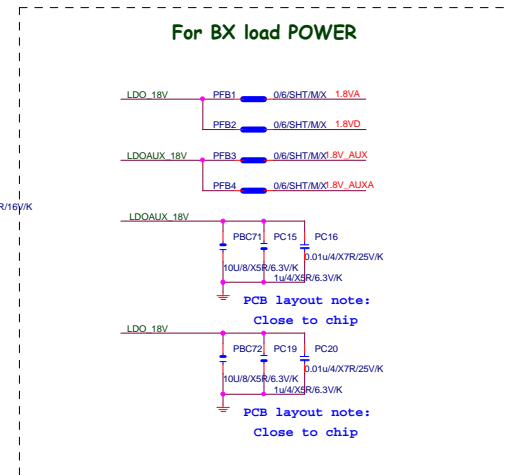 For BX load POWER
LDO_18V PFB1 0/6/SHT/M/X 1.8VA
PFB2 0/6/SHT/M/X 1.8VD
LDOAUX_18V PFB3 0/6/SHT/M/X 1.8V_AUX
PFB4 0/6/SHT/M/X 1.8V_AUXA
R/16V/K
LDOAUX_18V
PBC71 PC15 PC16
0.01u/4/X7R/25V/K
10U/8/X5R/6.3V/K
1u/4/X5R/6.3V/K
PCB layout note:
Close to chip
LDO_18V
PBC72 PC19 PC20
0.01u/4/X7R/25V/K
10U/8/X5R/6.3V/K
1u/4/X5R/6.3V/K
PCB layout note:
Close to chip